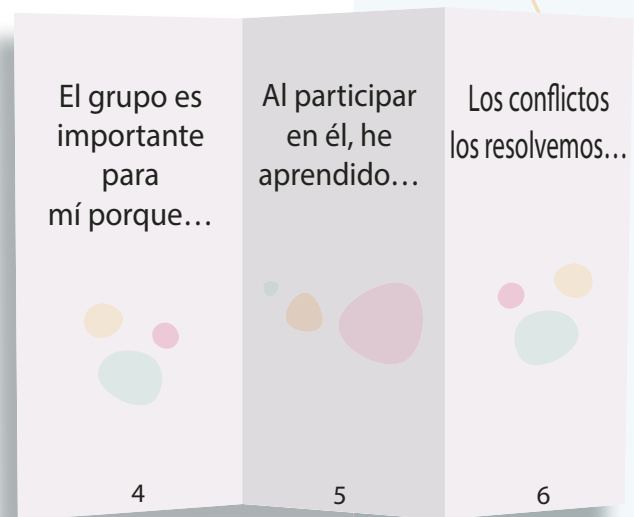 El grupo es
importante
para
mí porque…
4
Al participar
en él, he
aprendido…
5
Los conflictos
los resolvemos…
6